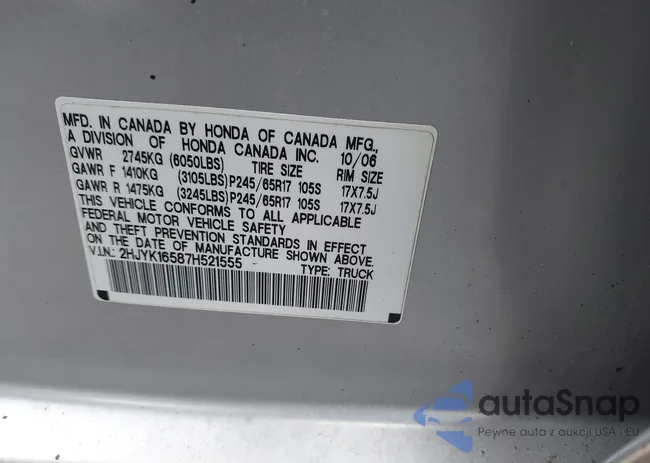 MFD. IN CANADA BY HONDA OF CANADA MFG.,
A DIVISION OF HONDA CANADA INC. 10/06
GVWR 2745KG (6050LBS) TIRE SIZE RIM SIZE
GAWR F 1410KG (3105LBS)P245/65R17 105S 17X7.5J
GAWR R 1475KG (3245LBS)P245/65R17 105S 17X7.5J
THIS VEHICLE CONFORMS TO ALL APPLICABLE
FEDERAL MOTOR VEHICLE SAFETY
AND THEFT PREVENTION STANDARDS IN EFFECT
ON THE DATE OF MANUFACTURE SHOWN ABOVE.
V.I.N.: 2HJYK16587H521555 TYPE: TRUCK
autoSnap
Pewne auta z aukcji USA i EU